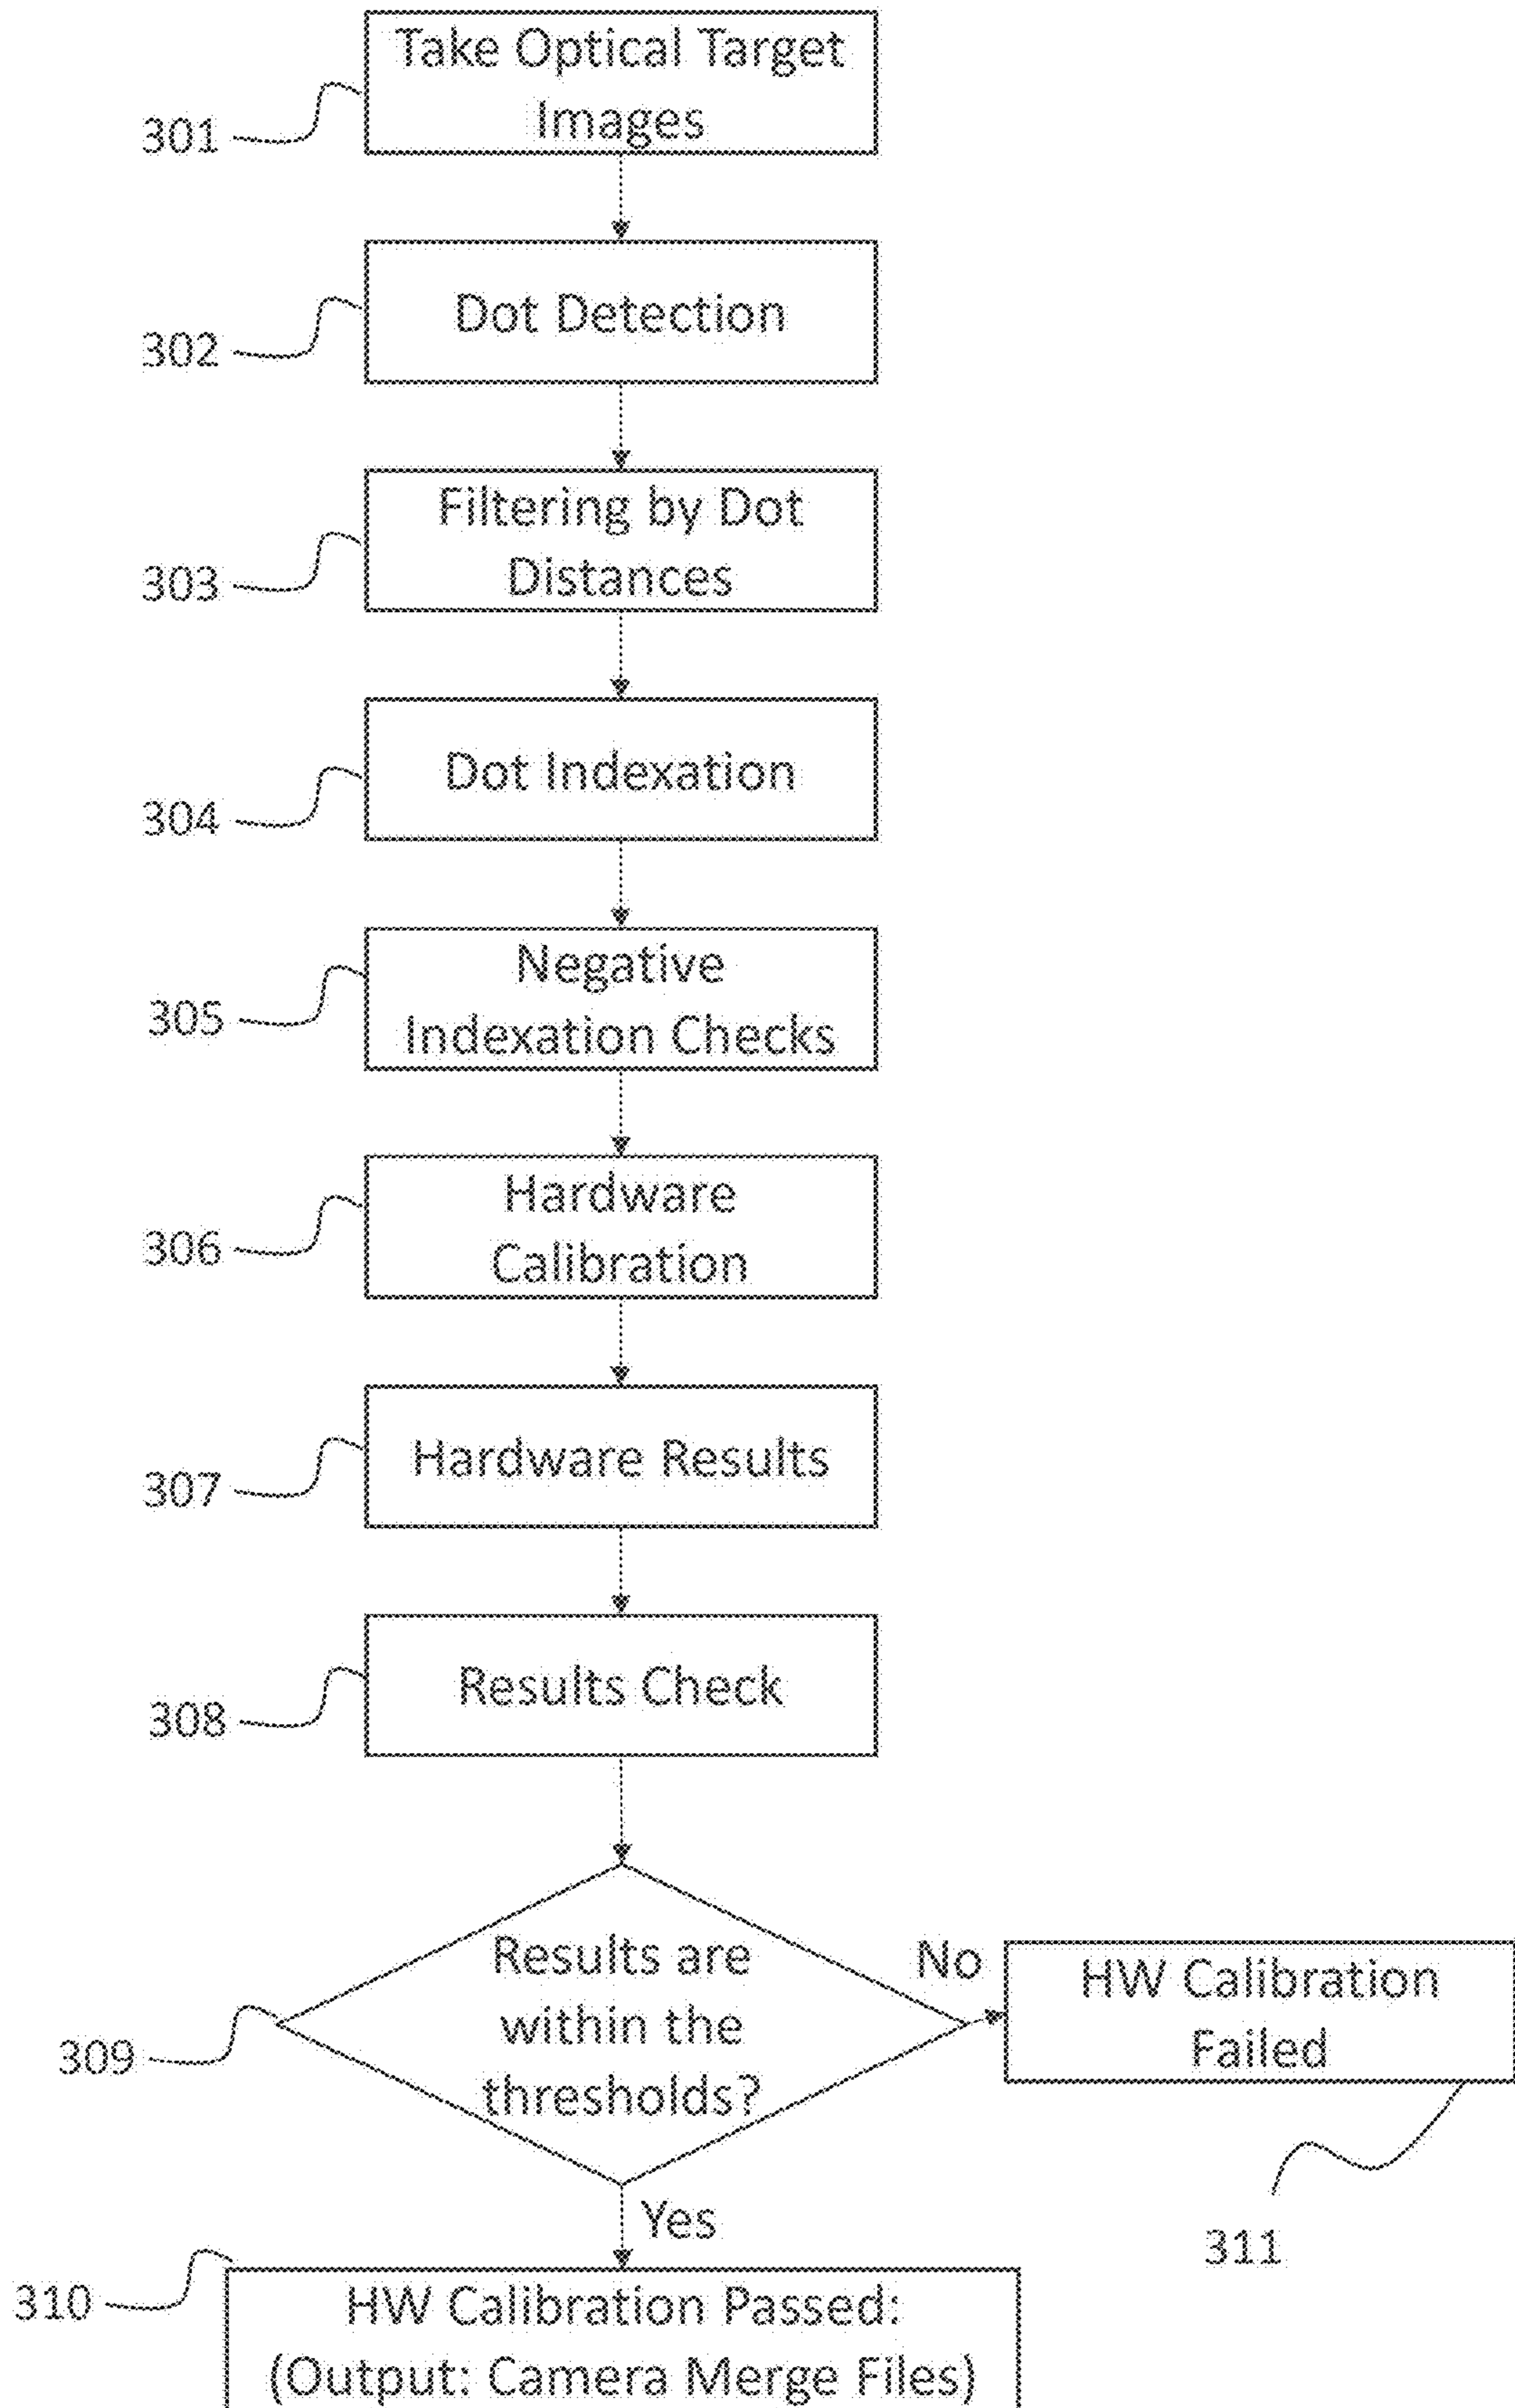 Take Optical Target
Images
301
Dot Detection
302
Filtering by Dot
Distances
303
Dot Indexation
304
Negative
Indexation Checks
305
Hardware
Calibration
306
Hardware Results
307
Results Check
308
Results are
within the
thresholds?
309
No
HW Calibration
Failed
311
Yes
310
HW Calibration Passed:
(Output: Camera Merge Files)